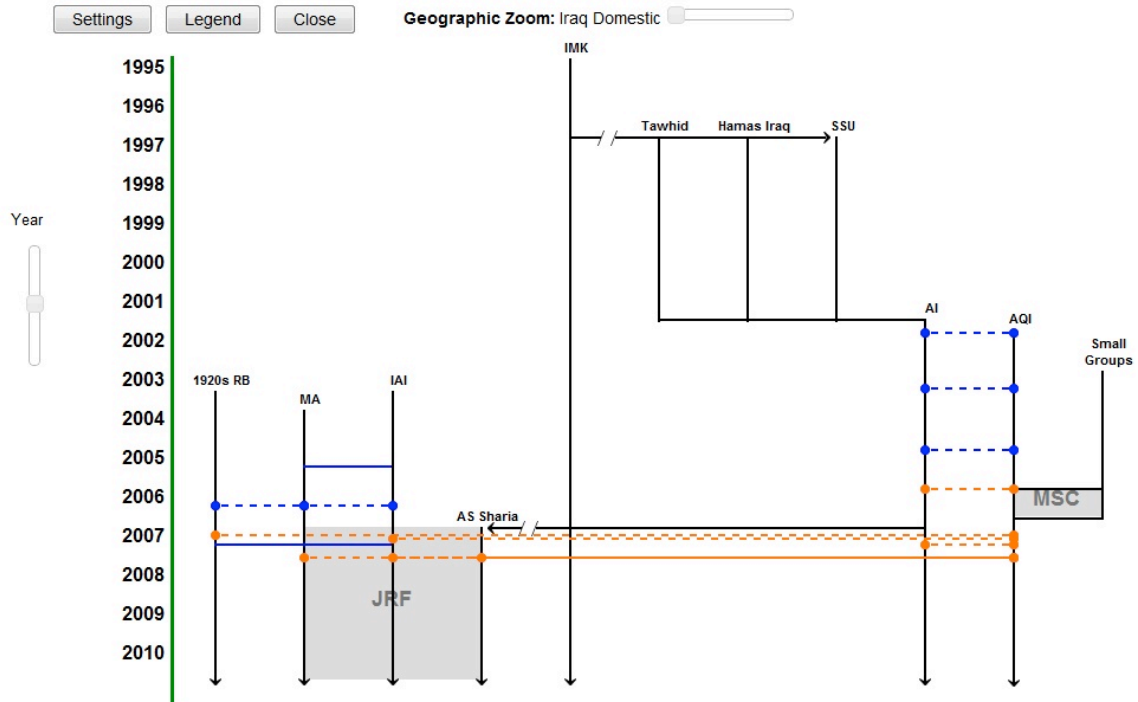 Settings
Legend
Close
Geographic Zoom: Iraq Domestic
IMK
1995
1996
Tawhid
Hamas Iraq
SSU
1997
1998
Year
1999
2000
2001
AI
AQI
2002
Small
Groups
2003
1920s RB
IAI
MA
2004
2005
2006
MSC
AS Sharia
2007
2008
JRF
2009
2010